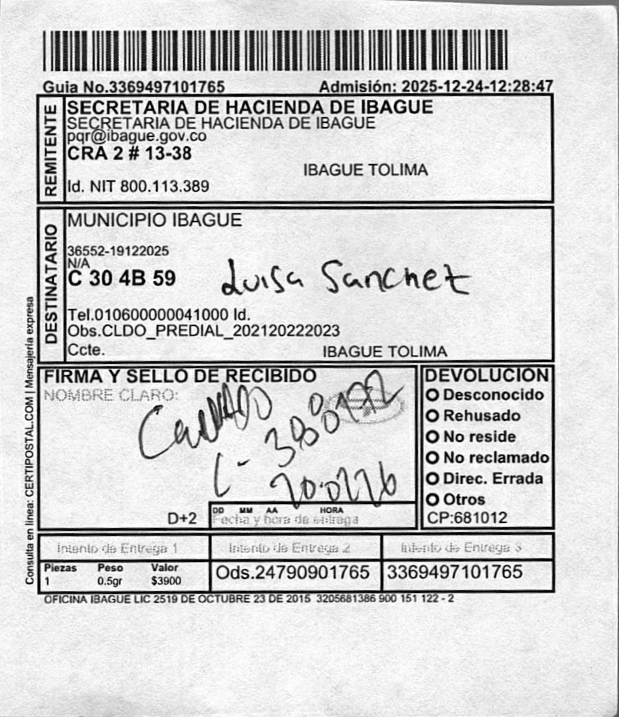 Guia No.3369497101765 Admisión: 2025-12-24-12:28:47
REMITENTE
SECRETARIA DE HACIENDA DE IBAGUE
SECRETARIA DE HACIENDA DE IBAGUE
pqr@ibague.gov.co
CRA 2 # 13-38
IBAGUE TOLIMA
Id. NIT 800.113.389
DESTINATARIO
MUNICIPIO IBAGUE
36552-19122025
N/A
C 30 4B 59 Luisa Sanchez
Tel.010600000041000 Id.
Obs.CLDO_PREDIAL_202120222023
Ccte. IBAGUE TOLIMA
FIRMA Y SELLO DE RECIBIDO
NOMBRE CLARO:
D+2
DD MM AA HORA
Fecha y hora de entrega
DEVOLUCIÓN
Desconocido
Rehusado
No reside
No reclamado
Direc. Errada
Otros
CP:681012
Intento de Entrega 1 Intento de Entrega 2 Intento de Entrega 3
Piezas Peso Valor
1 0.5gr $3900
Ods.24790901765 3369497101765
OFICINA IBAGUE LIC 2519 DE OCTUBRE 23 DE 2015 3205681386 900 151 122 - 2
Consulta en línea: CERTIPOSTAL.COM | Mensajería expresa